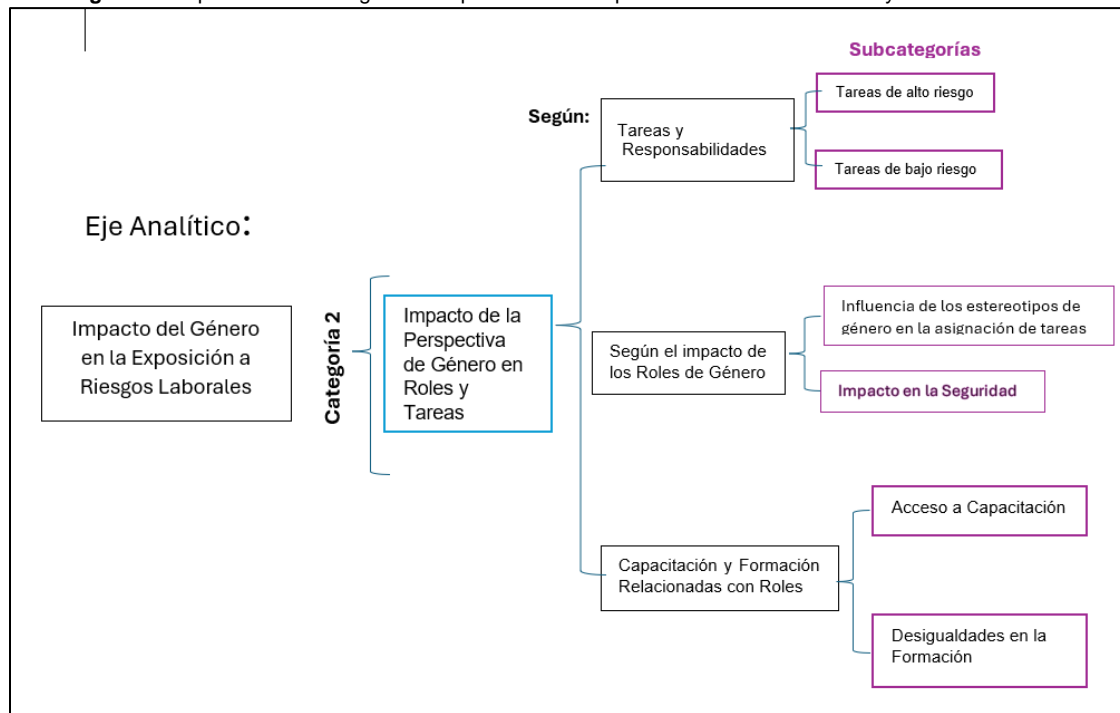 Subcategorías
Según:
Tareas y
Responsabilidades
Tareas de alto riesgo
Tareas de bajo riesgo
Eje Analítico:
Impacto del Género
en la Exposición a
Riesgos Laborales
Categoría 2
Impacto de la
Perspectiva
de Género en
Roles y
Tareas
Según el impacto de
los Roles de Género
Influencia de los estereotipos de
género en la asignación de tareas
Impacto en la Seguridad
Capacitación y Formación
Relacionadas con Roles
Acceso a Capacitación
Desigualdades en la
Formación